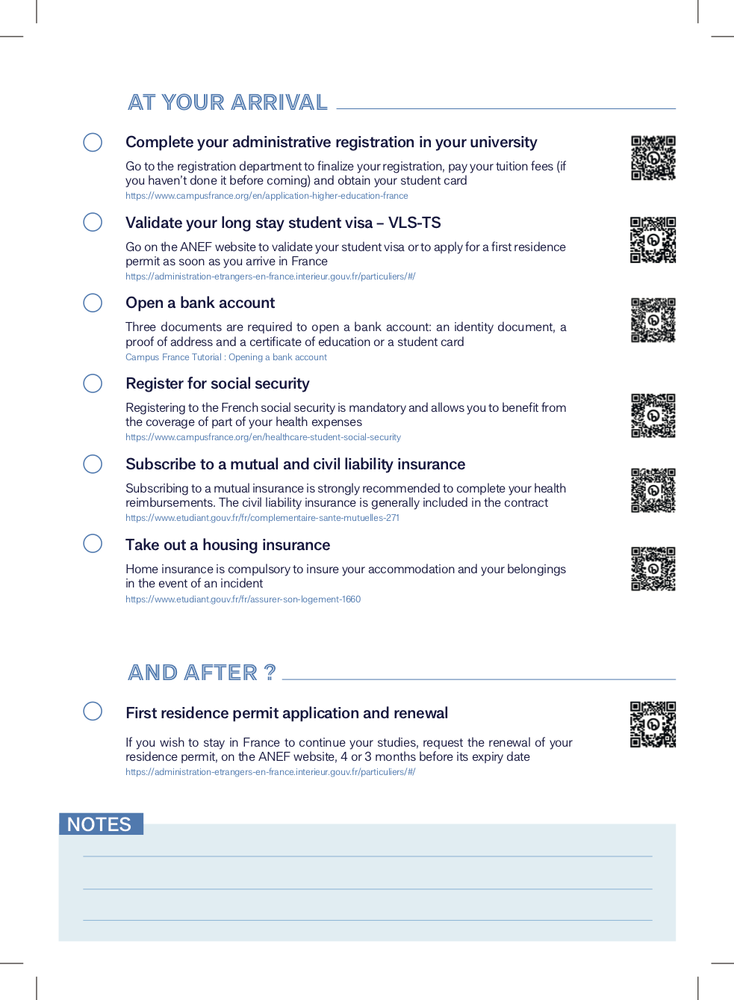 AT YOUR ARRIVAL
Complete your administrative registration in your university
Go to the registration department to finalize your registration, pay your tuition fees (if
you haven't done it before coming) and obtain your student card
https://www.campusfrance.org/en/application-higher-education-france
Validate your long stay student visa – VLS-TS
Go on the ANEF website to validate your student visa or to apply for a first residence
permit as soon as you arrive in France
https://administration-etrangers-en-france.interieur.gouv.fr/particuliers/#/
Open a bank account
Three documents are required to open a bank account: an identity document, a
proof of address and a certificate of education or a student card
Campus France Tutorial : Opening a bank account
Register for social security
Registering to the French social security is mandatory and allows you to benefit from
the coverage of part of your health expenses
https://www.campusfrance.org/en/healthcare-student-social-security
Subscribe to a mutual and civil liability insurance
Subscribing to a mutual insurance is strongly recommended to complete your health
reimbursements. The civil liability insurance is generally included in the contract
https://www.etudiant.gouv.fr/fr/complementaire-sante-mutuelles-271
Take out a housing insurance
Home insurance is compulsory to insure your accommodation and your belongings
in the event of an incident
https://www.etudiant.gouv.fr/fr/assurer-son-logement-1660
AND AFTER ?
First residence permit application and renewal
If you wish to stay in France to continue your studies, request the renewal of your
residence permit, on the ANEF website, 4 or 3 months before its expiry date
https://administration-etrangers-en-france.interieur.gouv.fr/particuliers/#/
NOTES